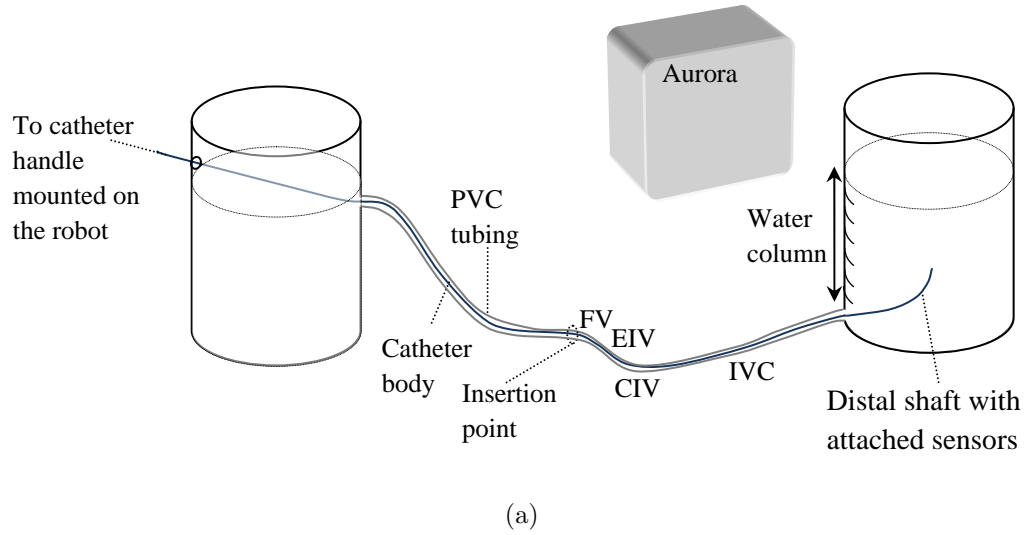 Aurora
To catheter
handle
mounted on
the robot
PVC
tubing
Water
column
FV
EIV
Catheter
body
Insertion
point
CIV
IVC
Distal shaft with
attached sensors
(a)